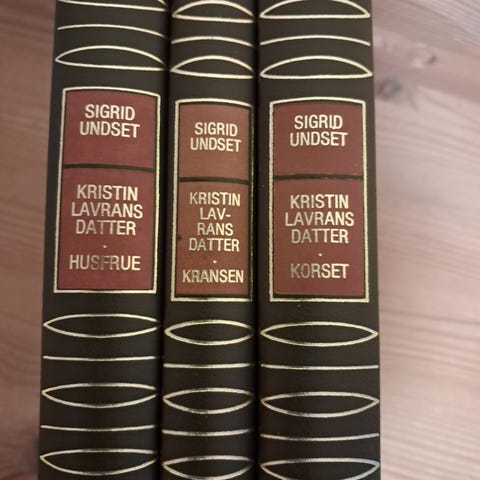 SIGRID
UNDSET
KRISTIN
LAVRANS
DATTER
·
HUSFRUE
SIGRID
UNDSET
KRISTIN
LAV-
RANS
DATTER
·
KRANSEN
SIGRID
UNDSET
KRISTIN
LAVRANS
DATTER
·
KORSET